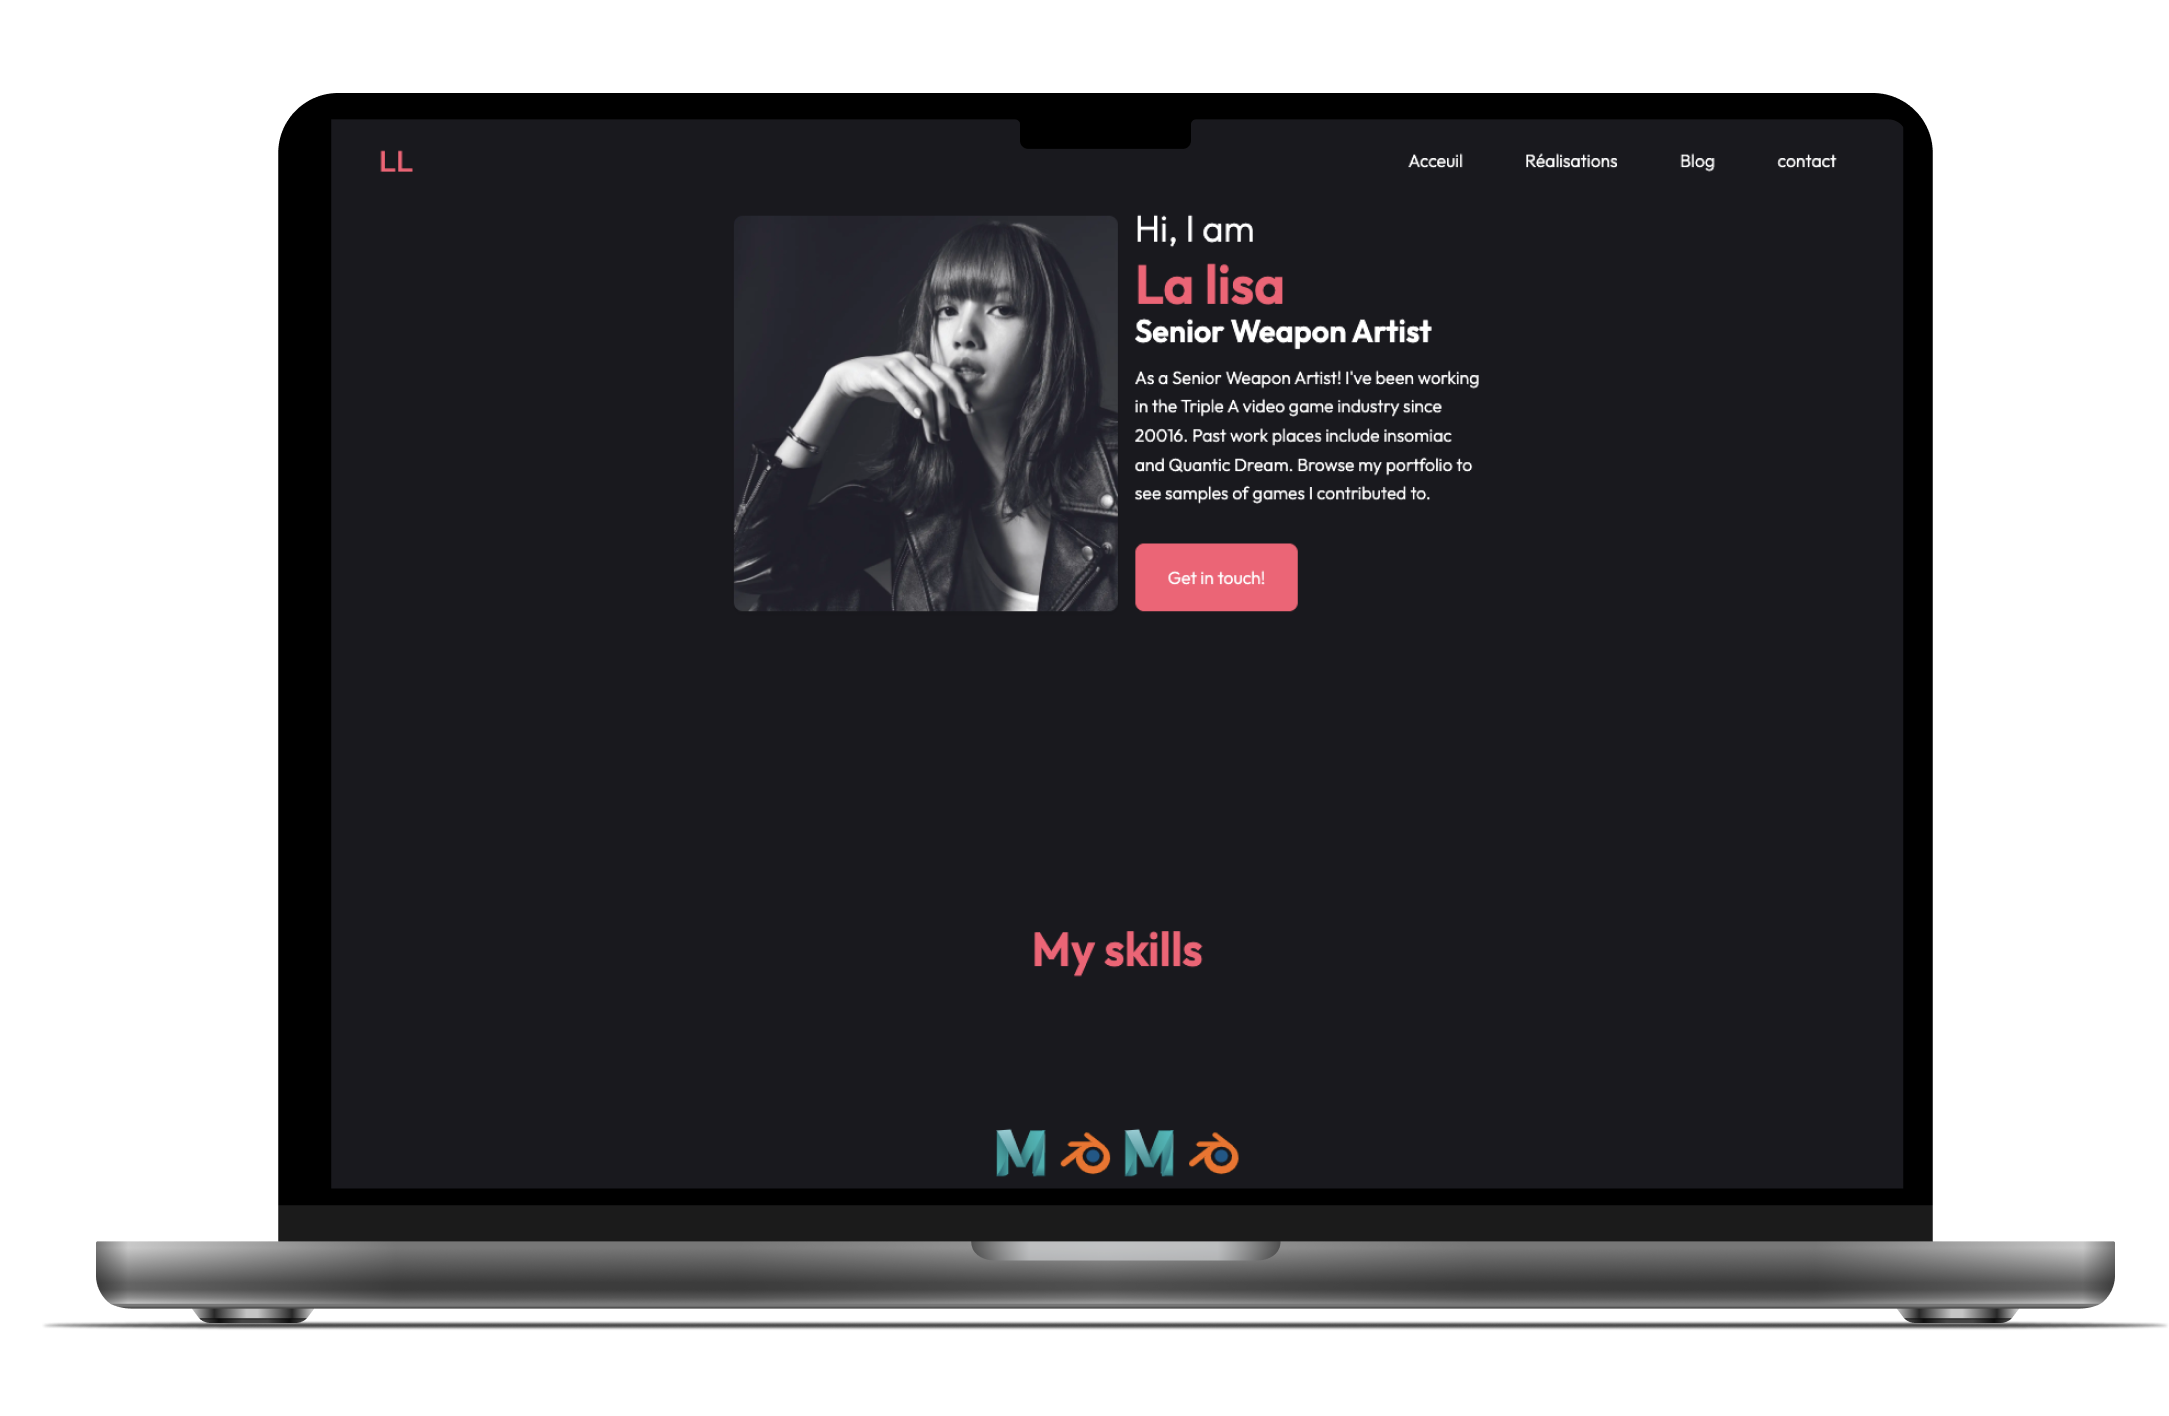 LL
Acceuil
Réalisations
Blog
contact
Hi, I am
La lisa
Senior Weapon Artist
As a Senior Weapon Artist! I've been working
in the Triple A video game industry since
20016. Past work places include insomiac
and Quantic Dream. Browse my portfolio to
see samples of games I contributed to.
Get in touch!
My skills